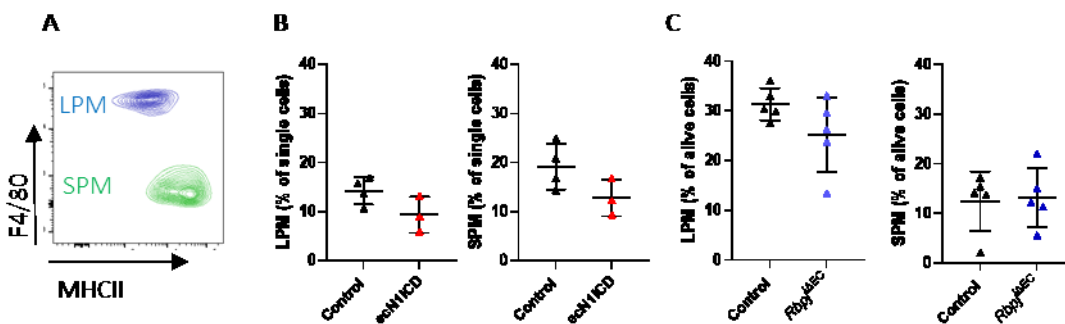 A
LPM
SPM
F4/80
MHCII
B
LPM (% of single cells)
40
30
20
10
0
Control
ecN1ICD
SPM (% of single cells)
40
30
20
10
0
Control
ecN1ICD
C
LPM (% of alive cells)
40
30
20
10
0
Control
RbpjiΔEC
SPM (% of alive cells)
40
30
20
10
0
Control
RbpjiΔEC